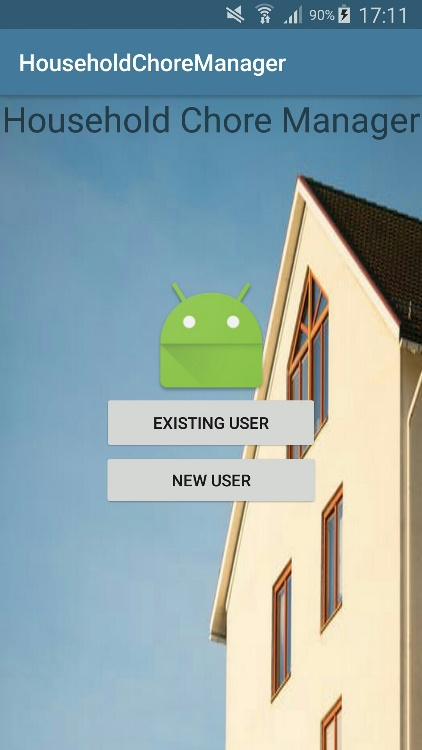 90% 17:11
HouseholdChoreManager
Household Chore Manager
EXISTING USER
NEW USER